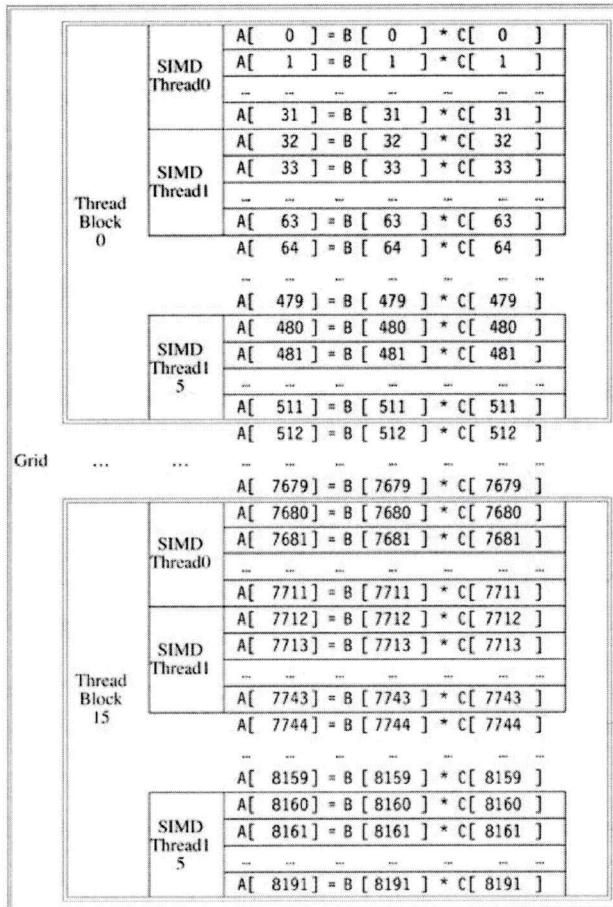 A[ 0 ] = B [ 0 ] * C[ 0 ]
SIMD Thread0
A[ 1 ] = B [ 1 ] * C[ 1 ]
... ... ... ... ... ...
A[ 31 ] = B [ 31 ] * C[ 31 ]
A[ 32 ] = B [ 32 ] * C[ 32 ]
SIMD Thread1
A[ 33 ] = B [ 33 ] * C[ 33 ]
... ... ... ... ... ...
Thread Block 0
A[ 63 ] = B [ 63 ] * C[ 63 ]
A[ 64 ] = B [ 64 ] * C[ 64 ]
... ... ... ... ... ...
A[ 479 ] = B [ 479 ] * C[ 479 ]
A[ 480 ] = B [ 480 ] * C[ 480 ]
SIMD Thread1 5
A[ 481 ] = B [ 481 ] * C[ 481 ]
... ... ... ... ... ...
A[ 511 ] = B [ 511 ] * C[ 511 ]
A[ 512 ] = B [ 512 ] * C[ 512 ]
Grid ... ... ... ... ... ... ... ...
A[ 7679] = B [ 7679 ] * C[ 7679 ]
A[ 7680] = B [ 7680 ] * C[ 7680 ]
SIMD Thread0
A[ 7681] = B [ 7681 ] * C[ 7681 ]
... ... ... ... ... ...
A[ 7711] = B [ 7711 ] * C[ 7711 ]
A[ 7712] = B [ 7712 ] * C[ 7712 ]
SIMD Thread1
A[ 7713] = B [ 7713 ] * C[ 7713 ]
... ... ... ... ... ...
Thread Block 15
A[ 7743] = B [ 7743 ] * C[ 7743 ]
A[ 7744] = B [ 7744 ] * C[ 7744 ]
... ... ... ... ... ...
A[ 8159] = B [ 8159 ] * C[ 8159 ]
A[ 8160] = B [ 8160 ] * C[ 8160 ]
SIMD Thread1 5
A[ 8161] = B [ 8161 ] * C[ 8161 ]
... ... ... ... ... ...
A[ 8191] = B [ 8191 ] * C[ 8191 ]